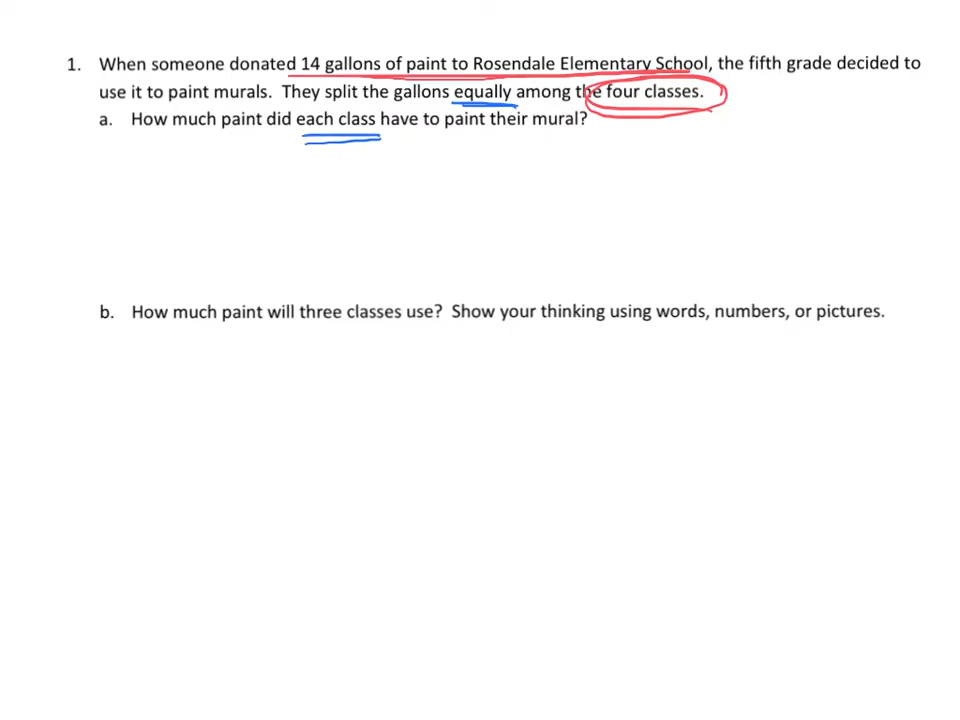 1. When someone donated 14 gallons of paint to Rosendale Elementary School, the fifth grade decided to
use it to paint murals. They split the gallons equally among the four classes.
a. How much paint did each class have to paint their mural?
b. How much paint will three classes use? Show your thinking using words, numbers, or pictures.